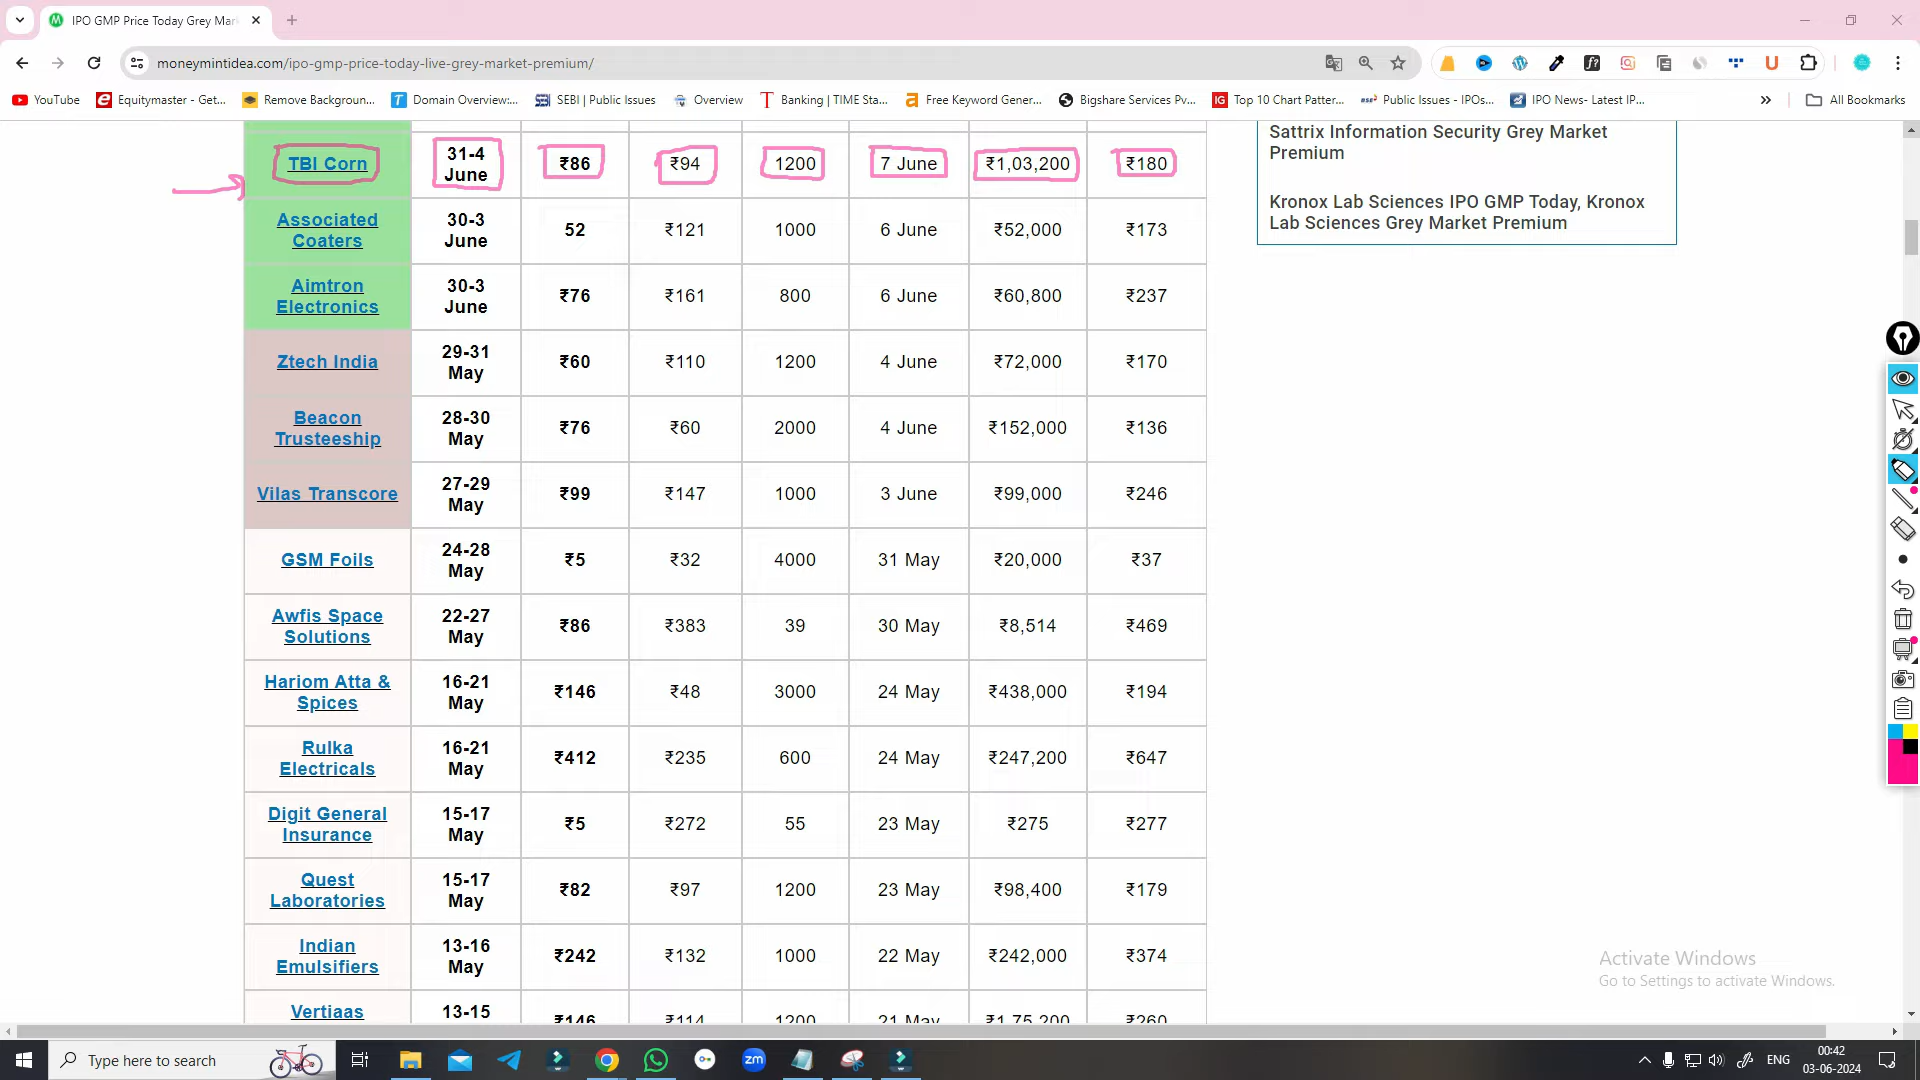 IPO GMP Price Today Grey Mar
moneymintidea.com/ipo-gmp-price-today-live-grey-market-premium/
YouTube
Equitymaster - Get...
Remove Backgroun...
Domain Overview:...
SEBI | Public Issues
Overview
Banking | TIME Sta...
Free Keyword Gener...
Bigshare Services Pv...
Top 10 Chart Patter...
Public Issues - IPOs...
IPO News- Latest IP...
All Bookmarks
TBI Corn 31-4 June ₹86 ₹94 1200 7 June ₹1,03,200 ₹180
Associated Coaters 30-3 June 52 ₹121 1000 6 June ₹52,000 ₹173
Aimtron Electronics 30-3 June ₹76 ₹161 800 6 June ₹60,800 ₹237
Ztech India 29-31 May ₹60 ₹110 1200 4 June ₹72,000 ₹170
Beacon Trusteeship 28-30 May ₹76 ₹60 2000 4 June ₹152,000 ₹136
Vilas Transcore 27-29 May ₹99 ₹147 1000 3 June ₹99,000 ₹246
GSM Foils 24-28 May ₹5 ₹32 4000 31 May ₹20,000 ₹37
Awfis Space Solutions 22-27 May ₹86 ₹383 39 30 May ₹8,514 ₹469
Hariom Atta & Spices 16-21 May ₹146 ₹48 3000 24 May ₹438,000 ₹194
Rulka Electricals 16-21 May ₹412 ₹235 600 24 May ₹247,200 ₹647
Digit General Insurance 15-17 May ₹5 ₹272 55 23 May ₹275 ₹277
Quest Laboratories 15-17 May ₹82 ₹97 1200 23 May ₹98,400 ₹179
Indian Emulsifiers 13-16 May ₹242 ₹132 1000 22 May ₹242,000 ₹374
Vertiaas 13-15 ₹146 ₹114 1200 21 May ₹1,75,200 ₹260
Sattrix Information Security Grey Market
Premium
Kronox Lab Sciences IPO GMP Today, Kronox
Lab Sciences Grey Market Premium
Activate Windows
Go to Settings to activate Windows.
Type here to search
zm
ENG
00:42
03-06-2024